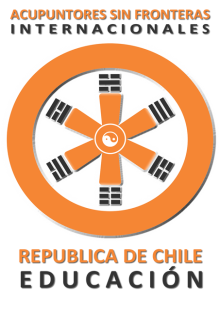 ACUPUNTORES SIN FRONTERAS
INTERNACIONALES
REPUBLICA DE CHILE
EDUCACIÓN